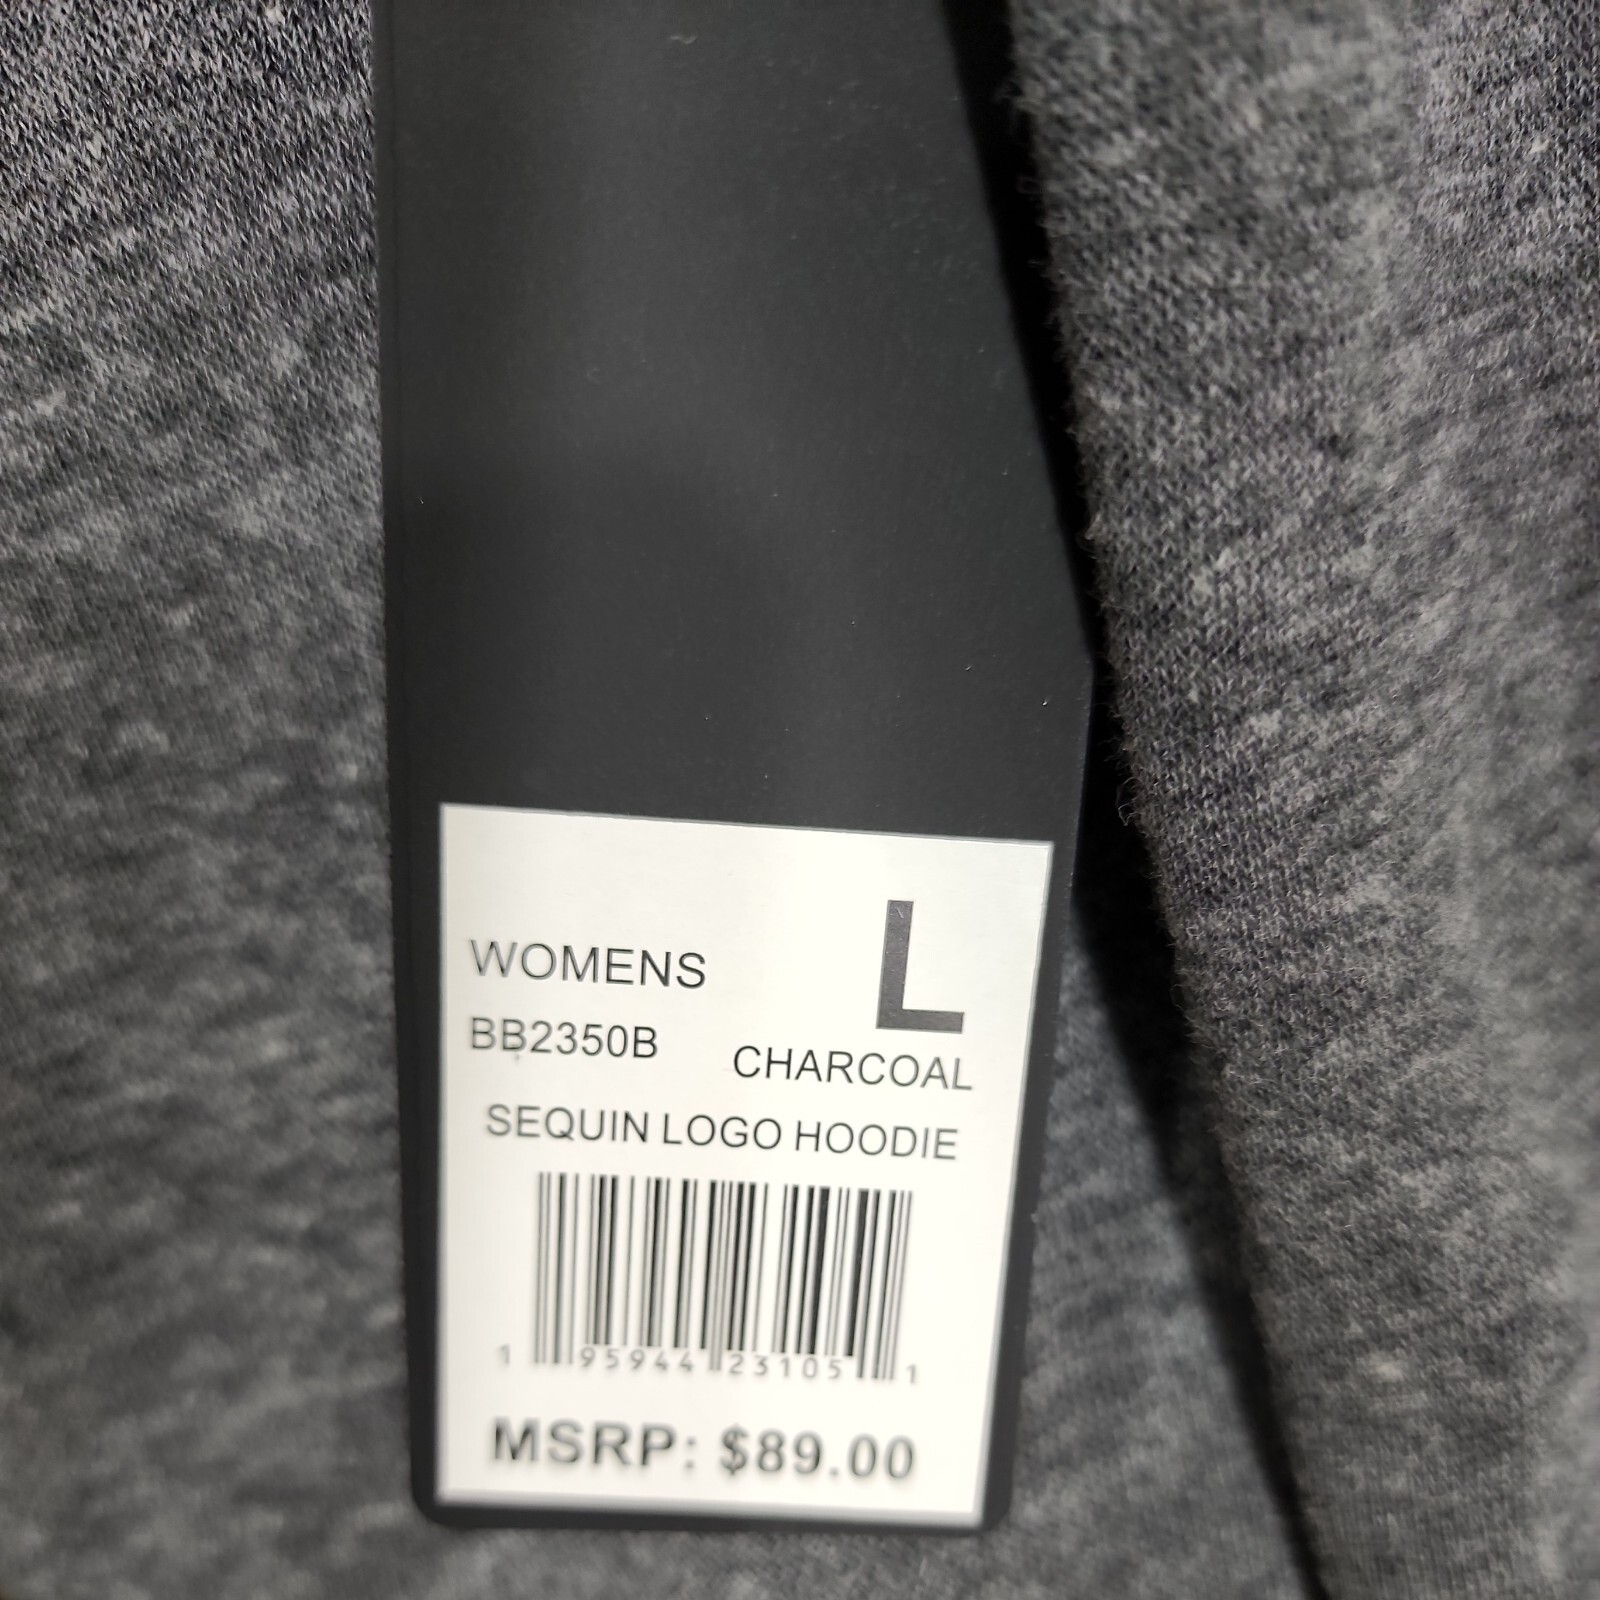 L
WOMENS
BB2350B
CHARCOAL
SEQUIN LOGO HOODIE
1 95944 23105 1
MSRP: $89.00